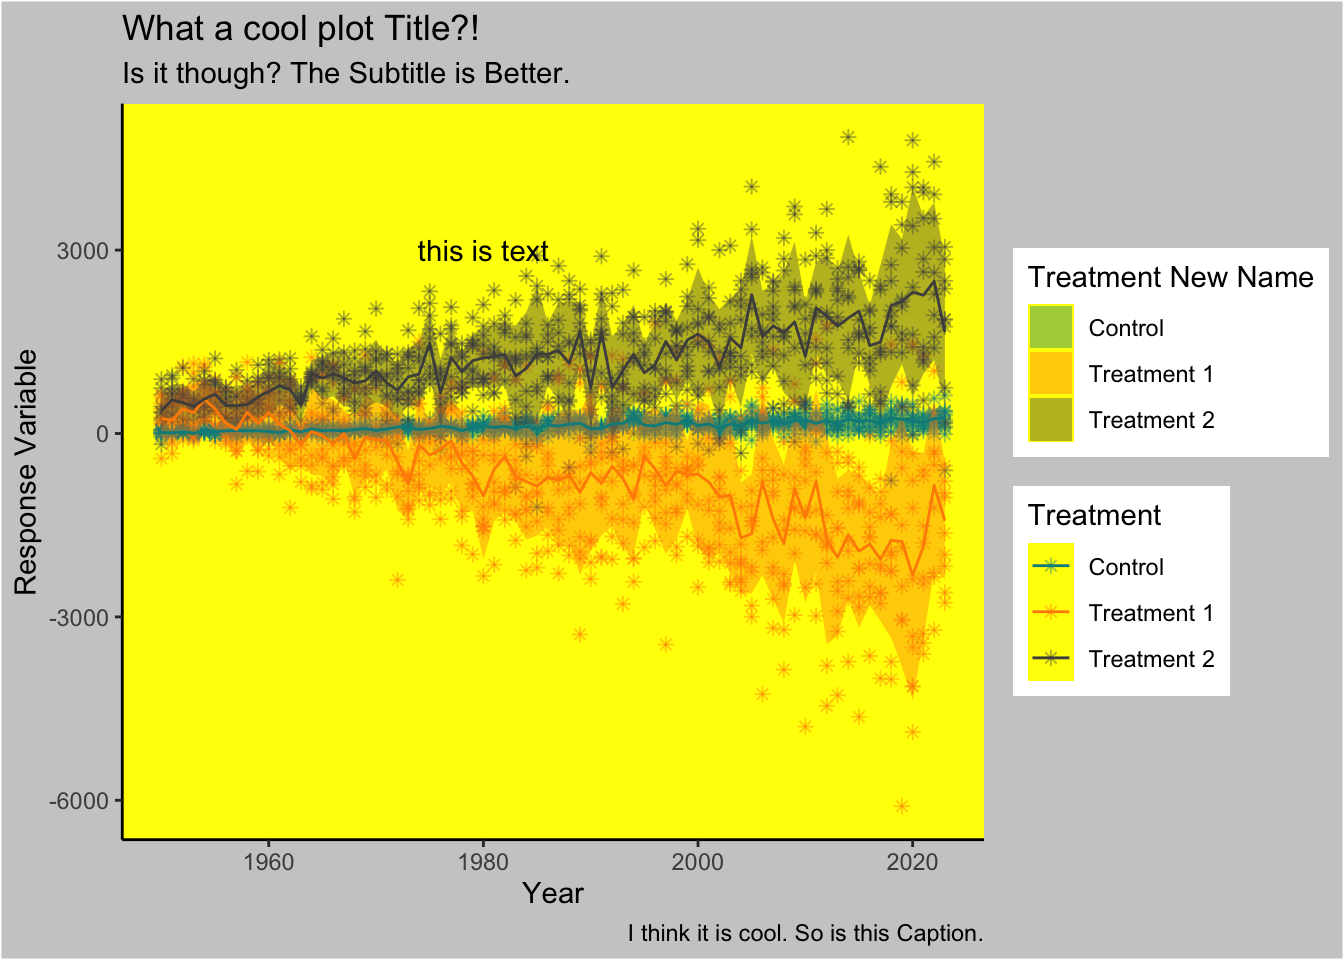 What a cool plot Title?!
Is it though? The Subtitle is Better.
this is text
3000
0
-3000
-6000
Response Variable
1960
1980
2000
2020
Year
I think it is cool. So is this Caption.
Treatment New Name
Control
Treatment 1
Treatment 2
Treatment
Control
Treatment 1
Treatment 2